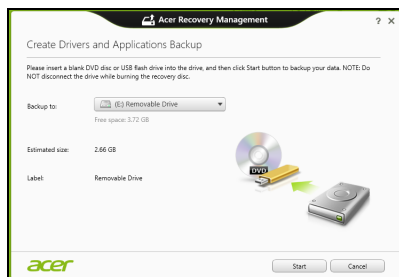 Acer Recovery Management
? X
Create Drivers and Applications Backup
Please insert a blank DVD disc or USB flash drive into the drive, and then click Start button to backup your data. NOTE: Do
NOT disconnect the drive while burning the recovery disc.
Backup to: (E:) Removable Drive
Free space: 3.72 GB
Estimated size: 2.66 GB
DVD
Label: Removable Drive
acer
Start Cancel